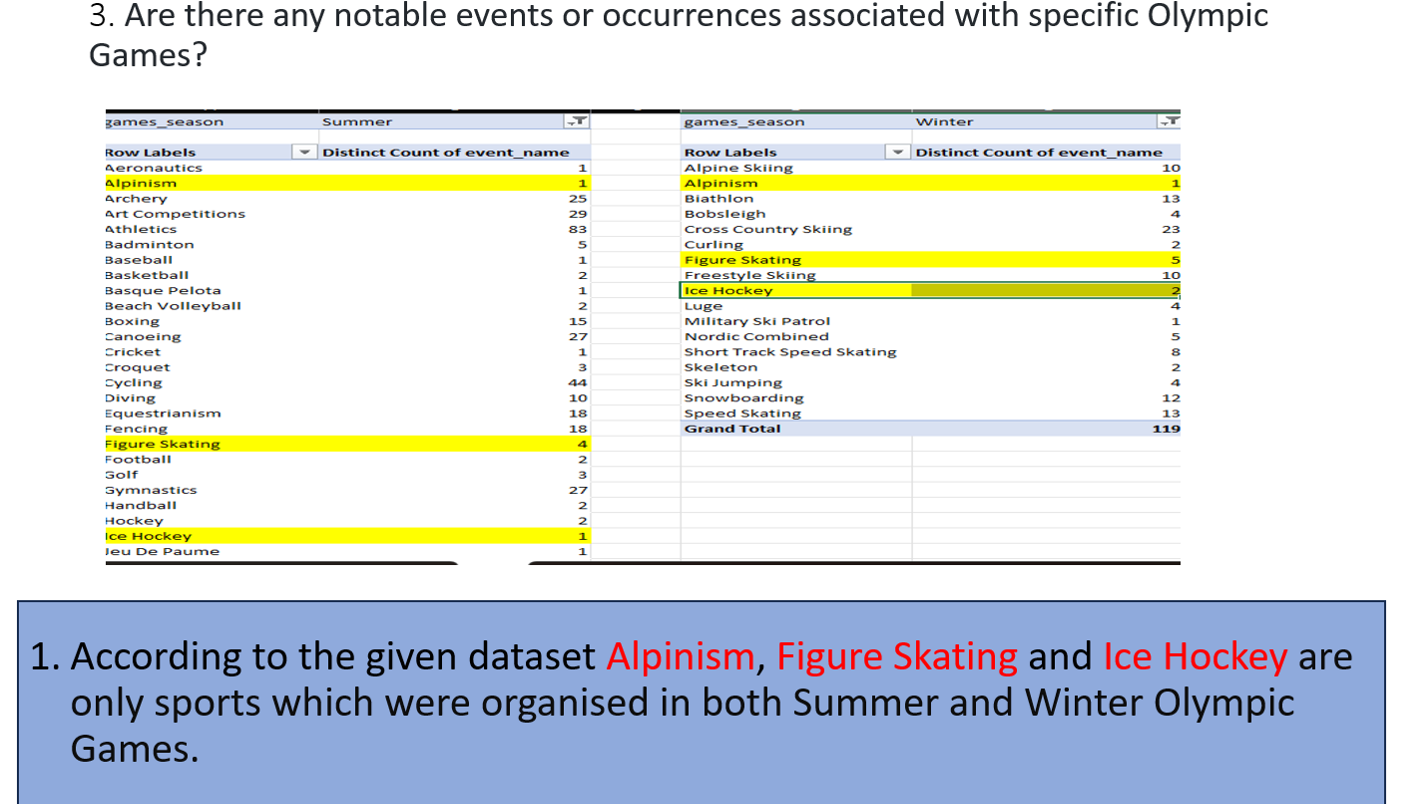 3. Are there any notable events or occurrences associated with specific Olympic
Games?
games_season Summer
Row Labels Distinct Count of event_name
Aeronautics 1
Alpinism 1
Archery 25
Art Competitions 29
Athletics 83
Badminton 5
Baseball 1
Basketball 2
Basque Pelota 1
Beach Volleyball 2
Boxing 15
Canoeing 27
Cricket 1
Croquet 3
Cycling 44
Diving 10
Equestrianism 18
Fencing 18
Figure Skating 4
Football 2
Golf 3
Gymnastics 27
Handball 2
Hockey 2
Ice Hockey 1
Jeu De Paume 1
games_season Winter
Row Labels Distinct Count of event_name
Alpine Skiing 10
Alpinism 1
Biathlon 13
Bobsleigh 4
Cross Country Skiing 23
Curling 2
Figure Skating 5
Freestyle Skiing 10
Ice Hockey 2
Luge 4
Military Ski Patrol 1
Nordic Combined 5
Short Track Speed Skating 8
Skeleton 2
Ski Jumping 4
Snowboarding 12
Speed Skating 13
Grand Total 119
1. According to the given dataset Alpinism, Figure Skating and Ice Hockey are
only sports which were organised in both Summer and Winter Olympic
Games.